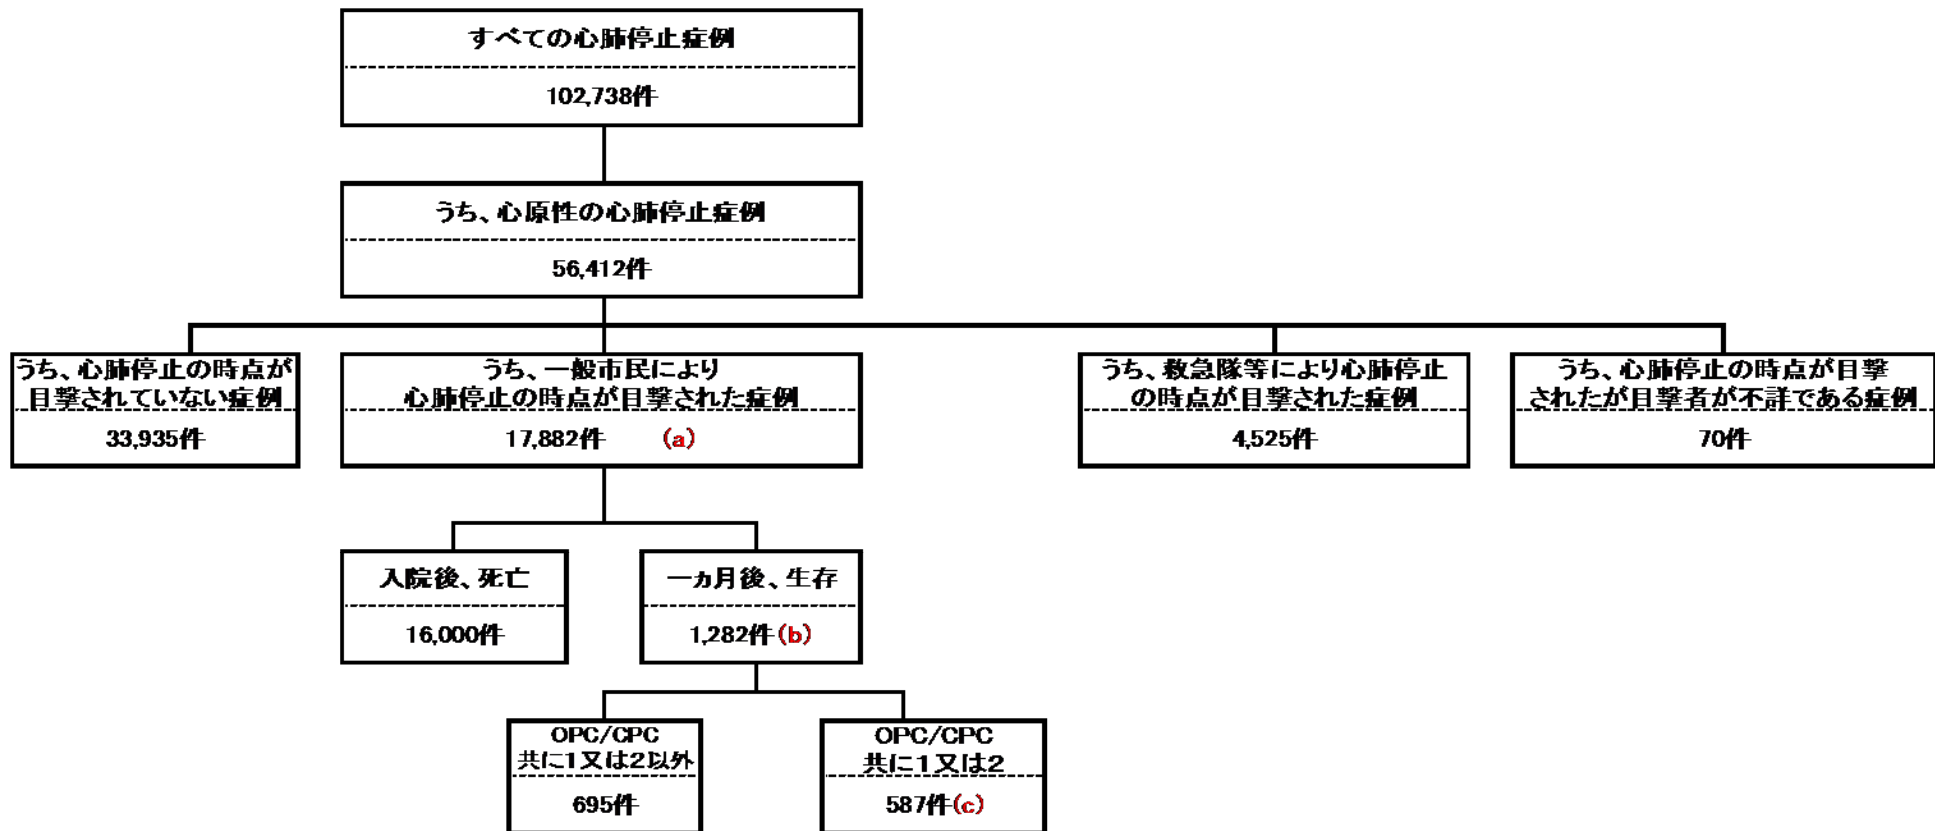 すべての心肺停止症例
102,738件
うち、心原性の心肺停止症例
56,412件
うち、心肺停止の時点が
目撃されていない症例
33,935件
うち、一般市民により
心肺停止の時点が目撃された症例
17,882件 (a)
うち、救急隊等により心肺停止
の時点が目撃された症例
4,525件
うち、心肺停止の時点が目撃
されたが目撃者が不詳である症例
70件
入院後、死亡
16,000件
一ヵ月後、生存
1,282件(b)
OPC/CPC
共に1又は2以外
695件
OPC/CPC
共に1又は2
587件(c)